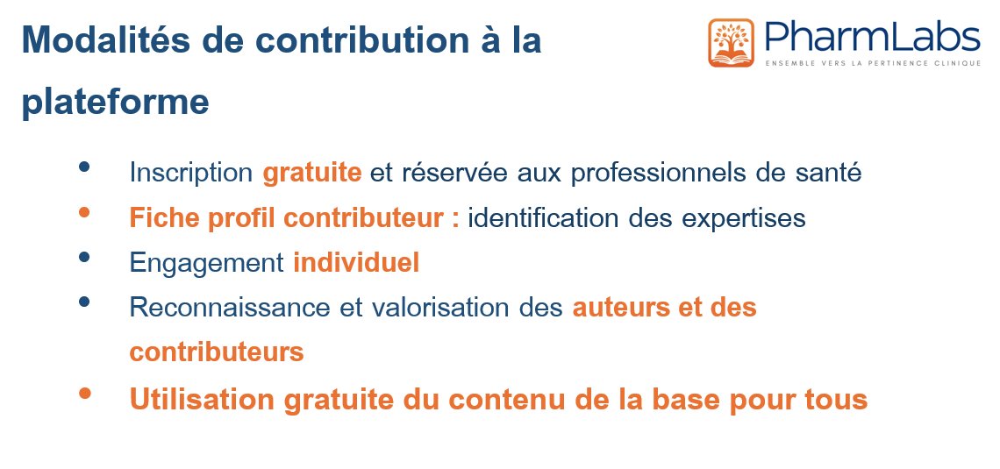 Modalités de contribution à la
plateforme
PharmLabs
ENSEMBLE VERS LA PERTINENCE CLINIQUE
• Inscription gratuite et réservée aux professionnels de santé
• Fiche profil contributeur : identification des expertises
• Engagement individuel
• Reconnaissance et valorisation des auteurs et des
contributeurs
• Utilisation gratuite du contenu de la base pour tous